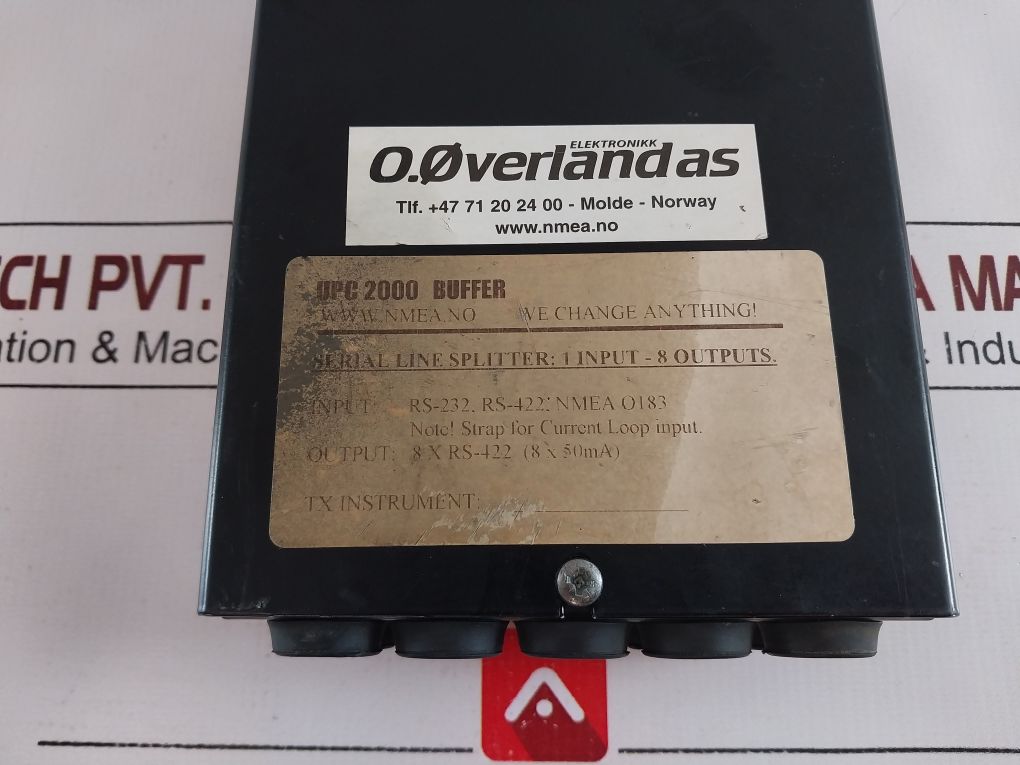 ELEKTRONIKK
O.Øverland as
Tlf. +47 71 20 24 00 - Molde - Norway
www.nmea.no
UPC 2000 BUFFER
WWW.NMEA.NO WE CHANGE ANYTHING!
SERIAL LINE SPLITTER: 1 INPUT - 8 OUTPUTS.
INPUT: RS-232, RS-422, NMEA O183
Note! Strap for Current Loop input.
OUTPUT: 8 X RS-422 (8 x 50mA)
TX INSTRUMENT:
CH PVT.
A MA
& Mac
& Indu